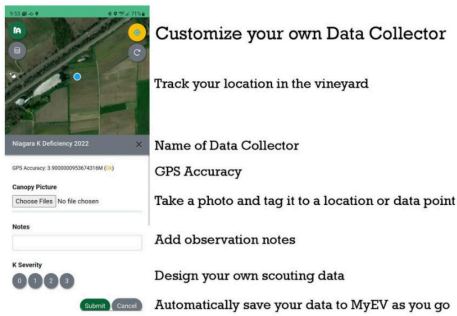 9:53
71%
Customize your own Data Collector
Track your location in the vineyard
Niagara K Deficiency 2022 ×
Name of Data Collector
GPS Accuracy: 3.9000000953674316M (Ok)
GPS Accuracy
Canopy Picture
Choose Files No file chosen
Take a photo and tag it to a location or data point
Notes
Add observation notes
K Severity
0 1 2 3
Design your own scouting data
Submit Cancel
Automatically save your data to MyEV as you go